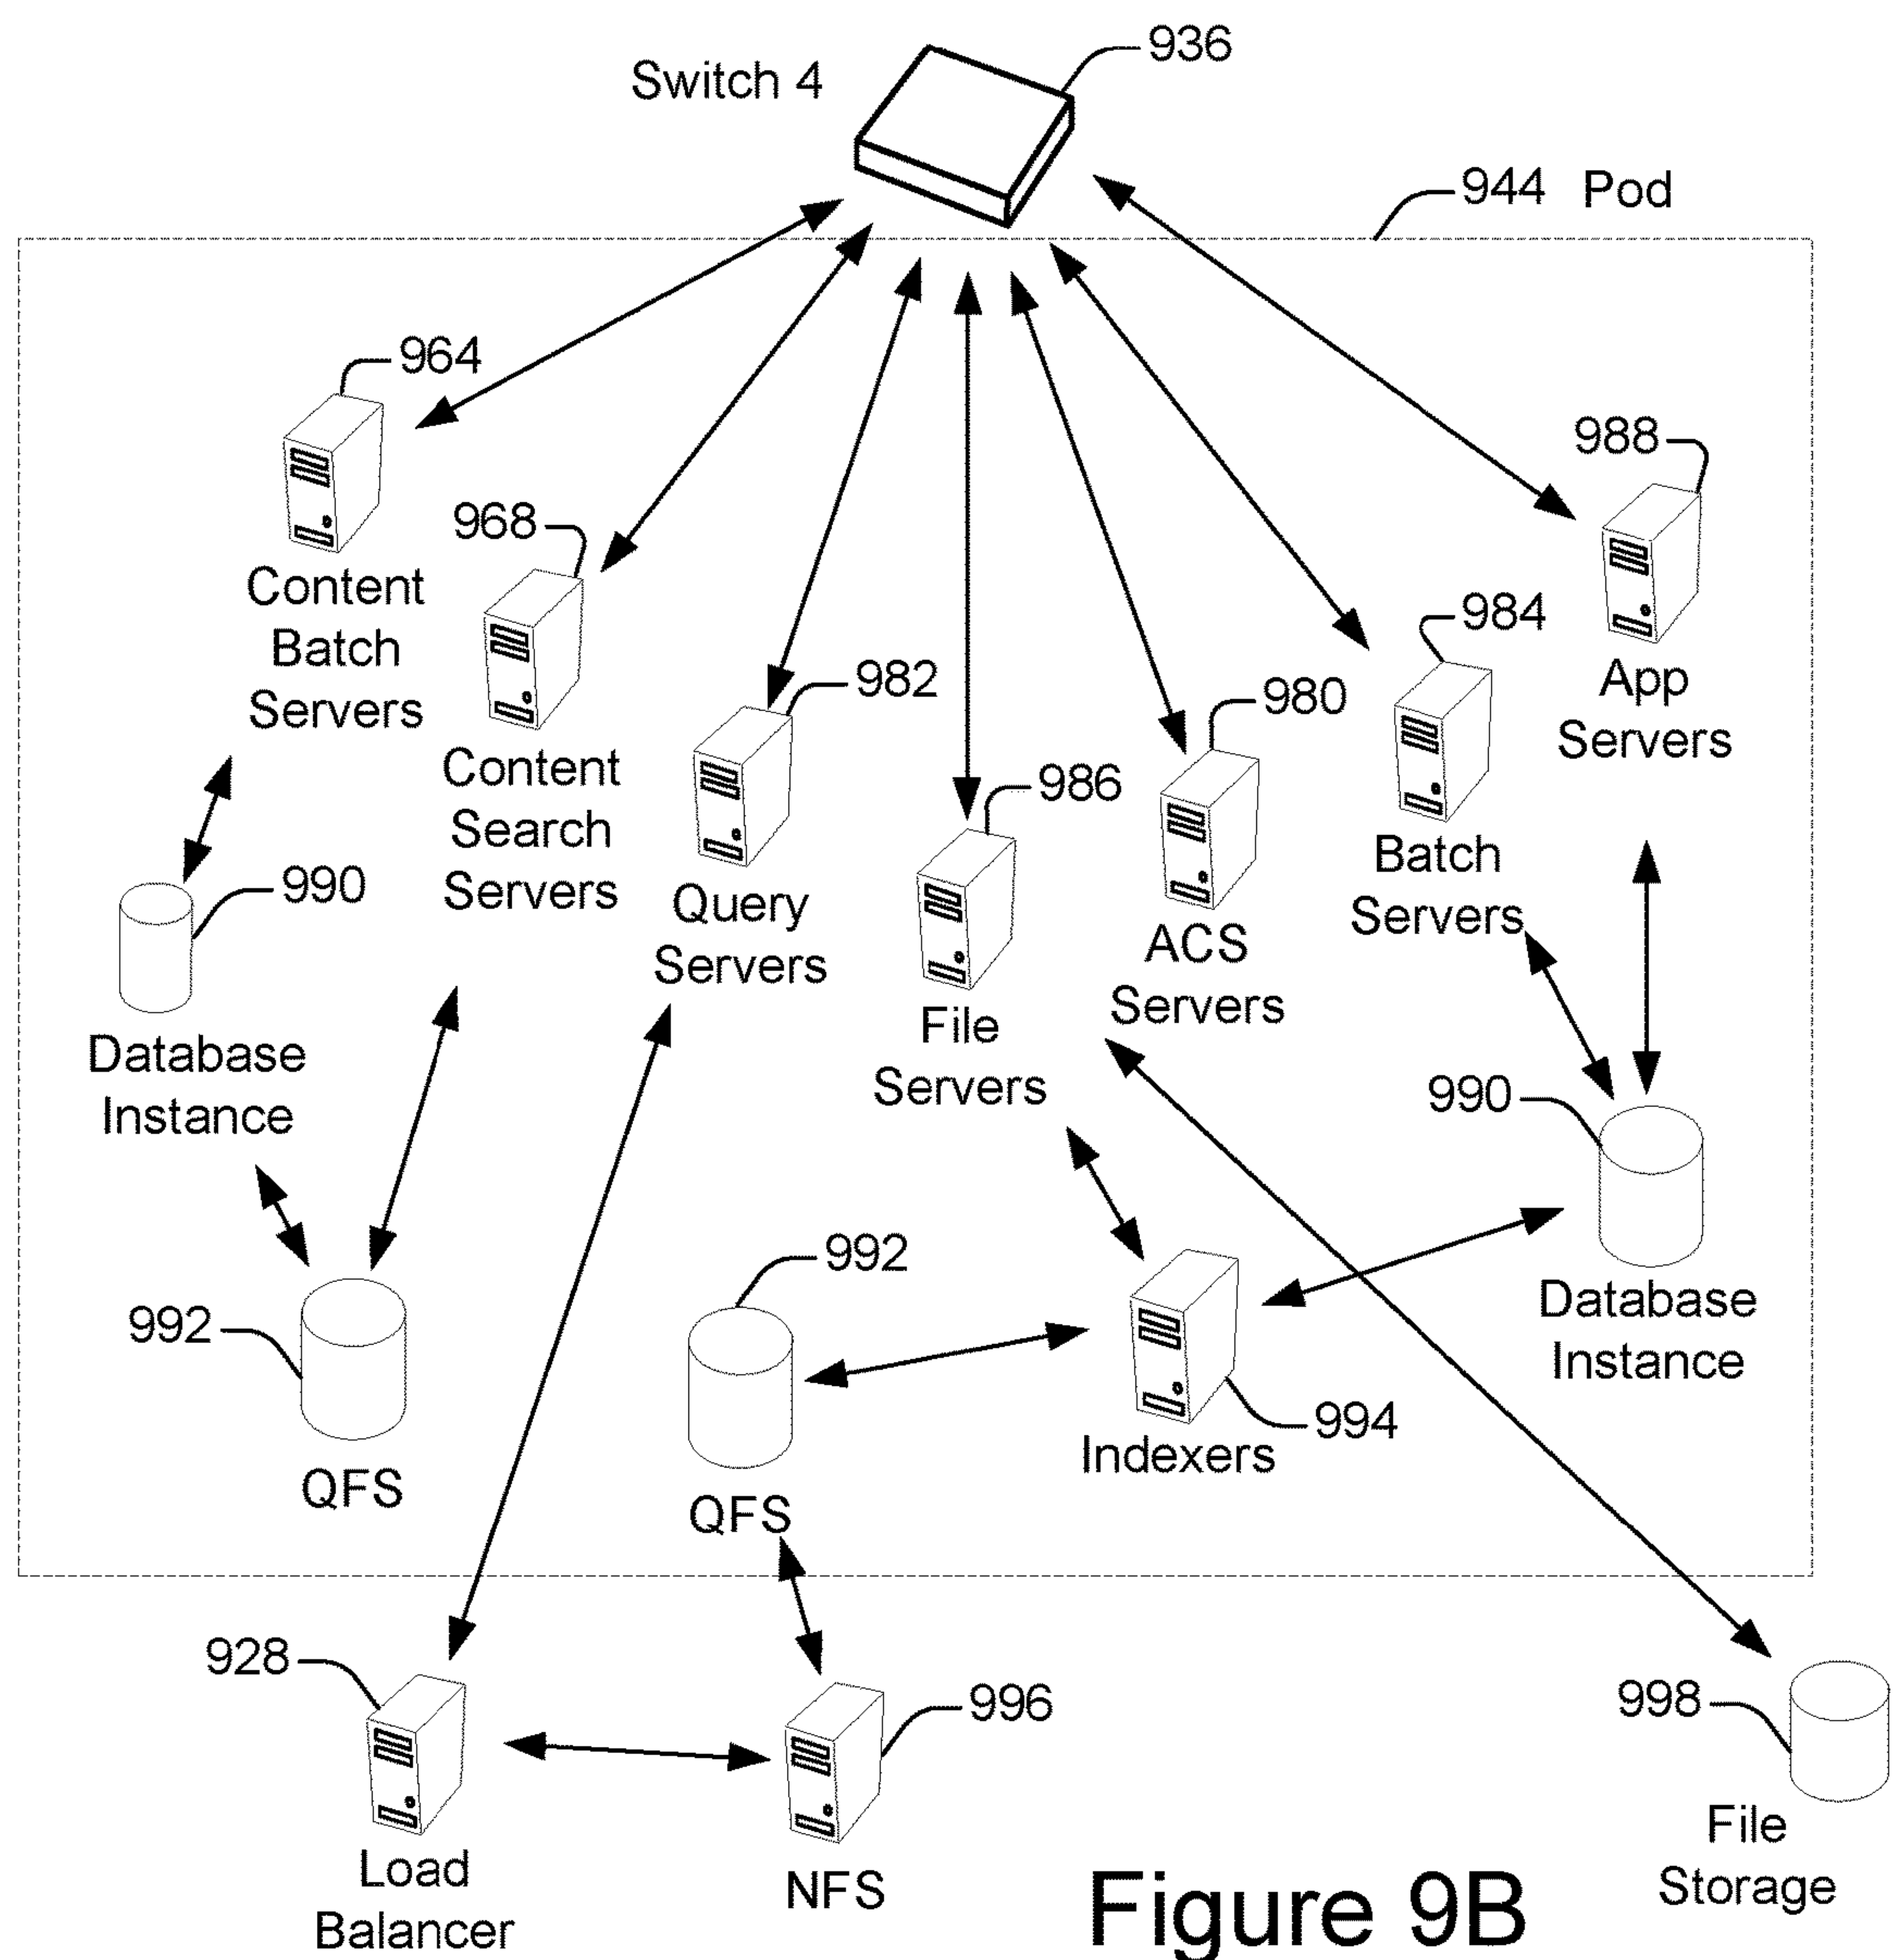 936
Switch 4
944 Pod
964
988
968
984
Content
Batch
Servers
982
980
App
Servers
Content
Search
Servers
986
Batch
Servers
990
Query
Servers
ACS
Servers
File
Servers
Database
Instance
990
992
992
Database
Instance
994
Indexers
QFS
QFS
928
996
998
File
Storage
Load
Balancer
NFS
Figure 9B